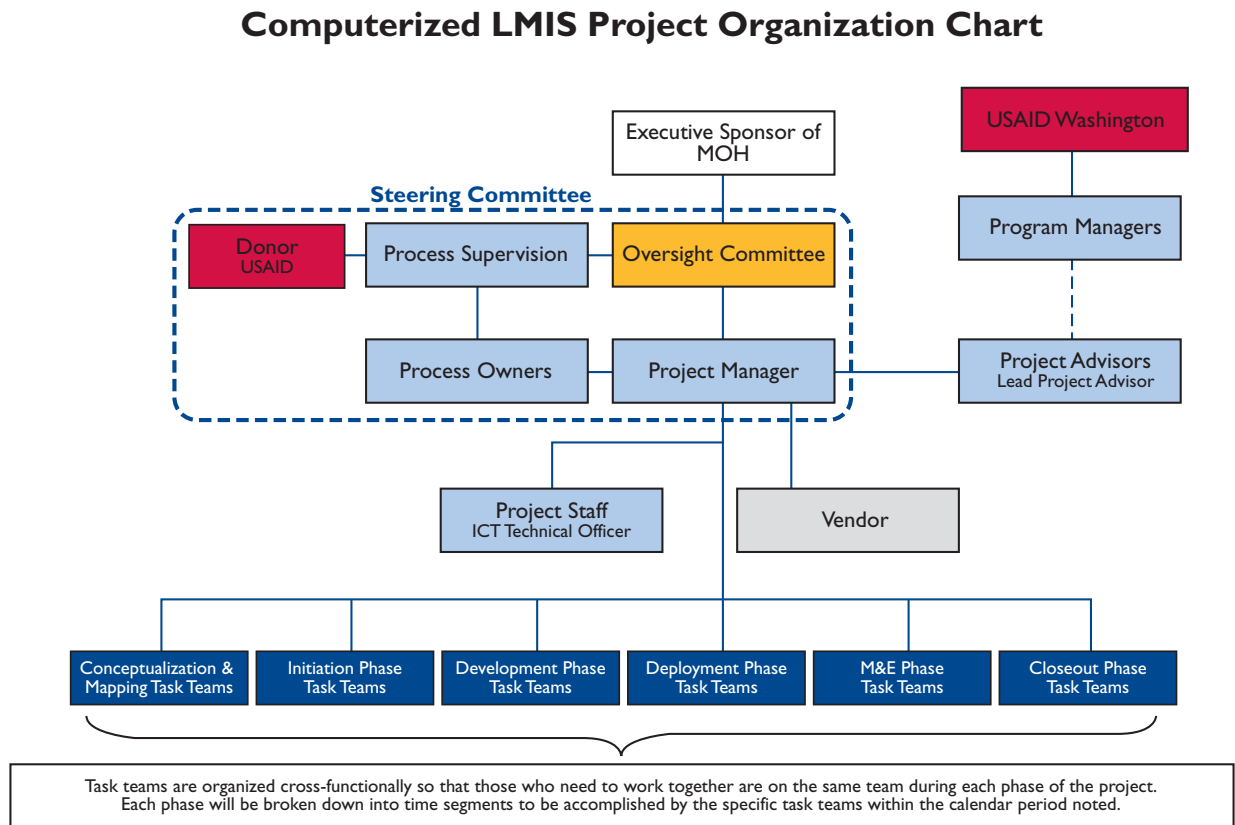 Computerized LMIS Project Organization Chart
Executive Sponsor of
MOH
USAID Washington
Steering Committee
Donor
USAID
Process Supervision
Oversight Committee
Program Managers
Process Owners
Project Manager
Project Advisors
Lead Project Advisor
Project Staff
ICT Technical Officer
Vendor
Conceptualization &
Mapping Task Teams
Initiation Phase
Task Teams
Development Phase
Task Teams
Deployment Phase
Task Teams
M&E Phase
Task Teams
Closeout Phase
Task Teams
Task teams are organized cross-functionally so that those who need to work together are on the same team during each phase of the project.
Each phase will be broken down into time segments to be accomplished by the specific task teams within the calendar period noted.